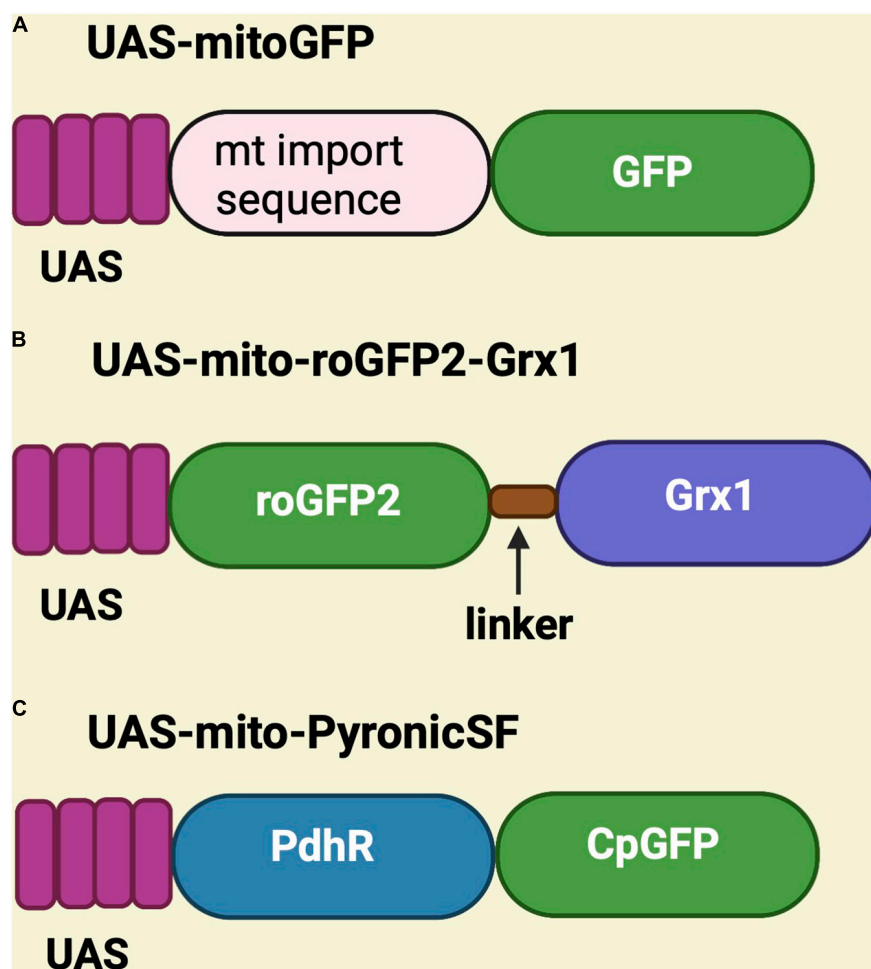 A
UAS-mitoGFP
mt import
sequence
GFP
UAS
B
UAS-mito-roGFP2-Grx1
roGFP2
Grx1
UAS
linker
C
UAS-mito-PyronicSF
PdhR
CpGFP
UAS